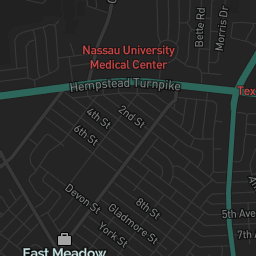 Bette Rd
Morris Dr
Nassau University
Medical Center
Hempstead Turnpike
Tex
4th St
2nd St
6th St
Devon St
8th St
Gladmore St
York St
5th Ave
7th A
East Meadow